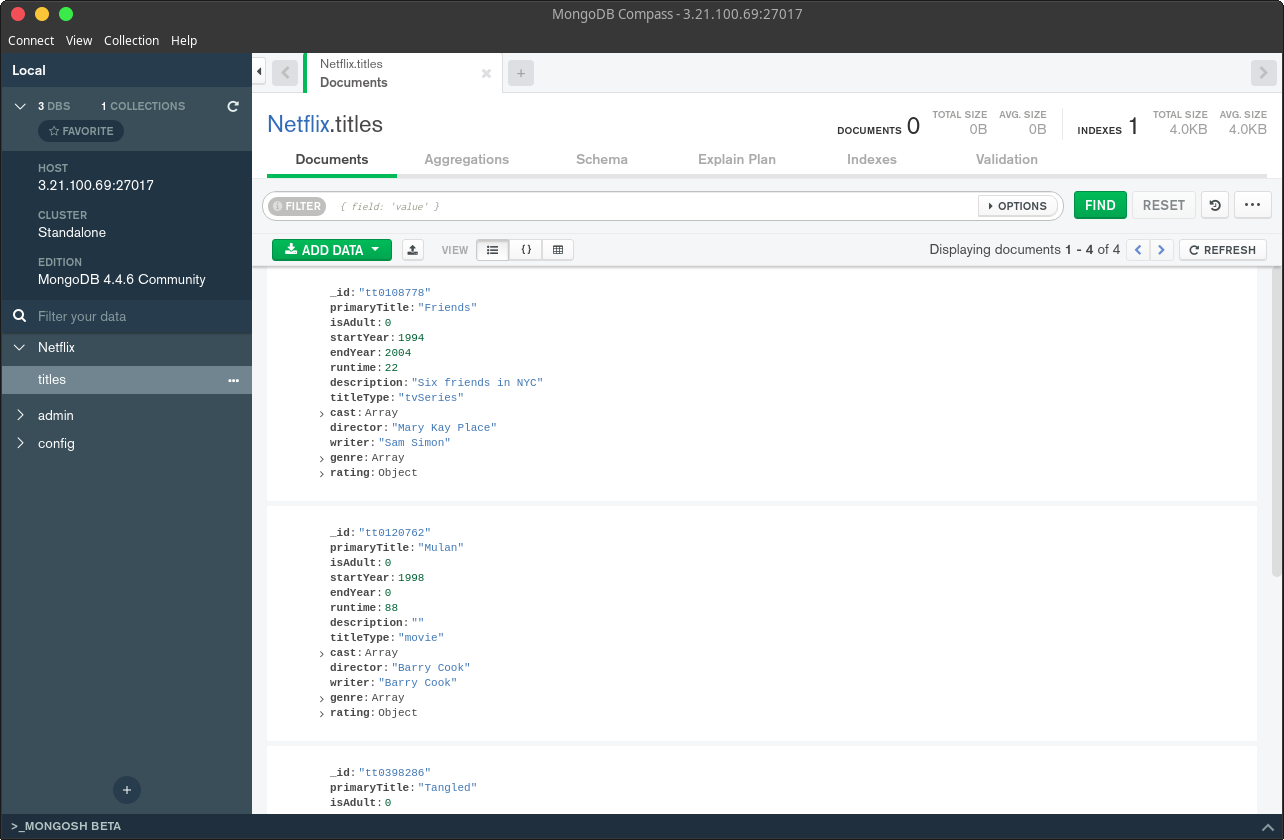 MongoDB Compass - 3.21.100.69:27017
Connect View Collection Help
Local
3 DBS 1 COLLECTIONS
FAVORITE
HOST
3.21.100.69:27017
CLUSTER
Standalone
EDITION
MongoDB 4.4.6 Community
Filter your data
Netflix
titles
admin
config
>_MONGOSH BETA
Netflix.titles
Documents
Netflix.titles
DOCUMENTS 0 TOTAL SIZE 0B AVG. SIZE 0B
INDEXES 1 TOTAL SIZE 4.0KB AVG. SIZE 4.0KB
Documents Aggregations Schema Explain Plan Indexes Validation
FILTER { field: 'value' } OPTIONS FIND RESET
ADD DATA VIEW { } Displaying documents 1 - 4 of 4 REFRESH
_id: "tt0108778"
primaryTitle: "Friends"
isAdult: 0
startYear: 1994
endYear: 2004
runtime: 22
description: "Six friends in NYC"
titleType: "tvSeries"
cast: Array
director: "Mary Kay Place"
writer: "Sam Simon"
genre: Array
rating: Object
_id: "tt0120762"
primaryTitle: "Mulan"
isAdult: 0
startYear: 1998
endYear: 0
runtime: 88
description: ""
titleType: "movie"
cast: Array
director: "Barry Cook"
writer: "Barry Cook"
genre: Array
rating: Object
_id: "tt0398286"
primaryTitle: "Tangled"
isAdult: 0